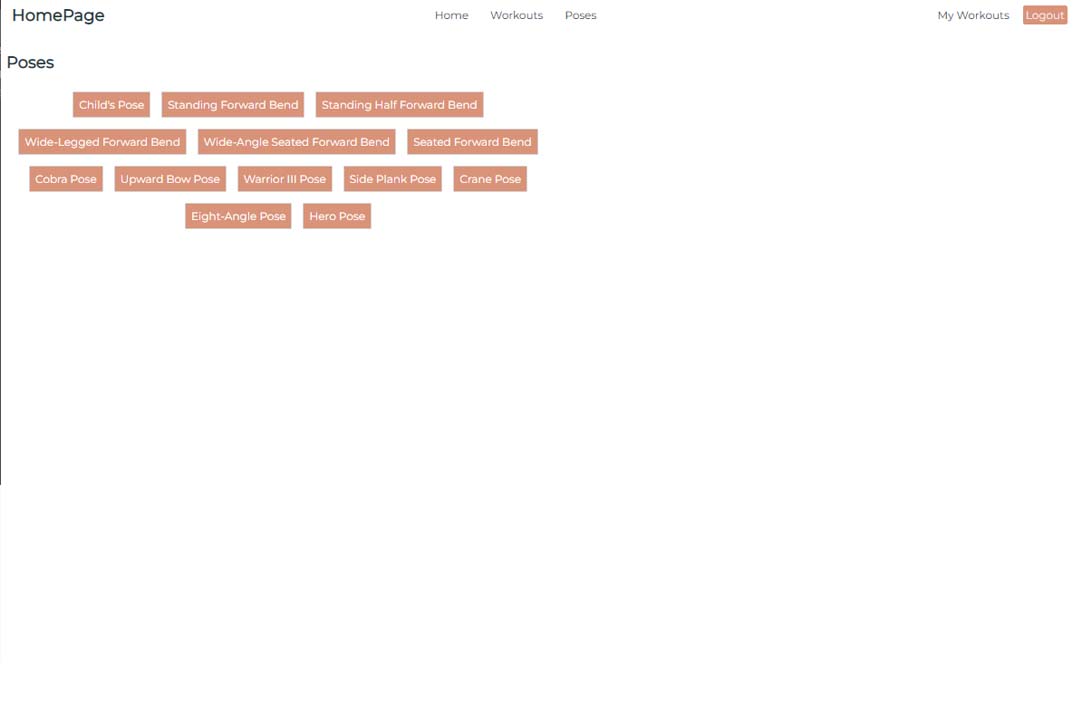 HomePage Home Workouts Poses My Workouts Logout
Poses
Child's Pose Standing Forward Bend Standing Half Forward Bend
Wide-Legged Forward Bend Wide-Angle Seated Forward Bend Seated Forward Bend
Cobra Pose Upward Bow Pose Warrior III Pose Side Plank Pose Crane Pose
Eight-Angle Pose Hero Pose